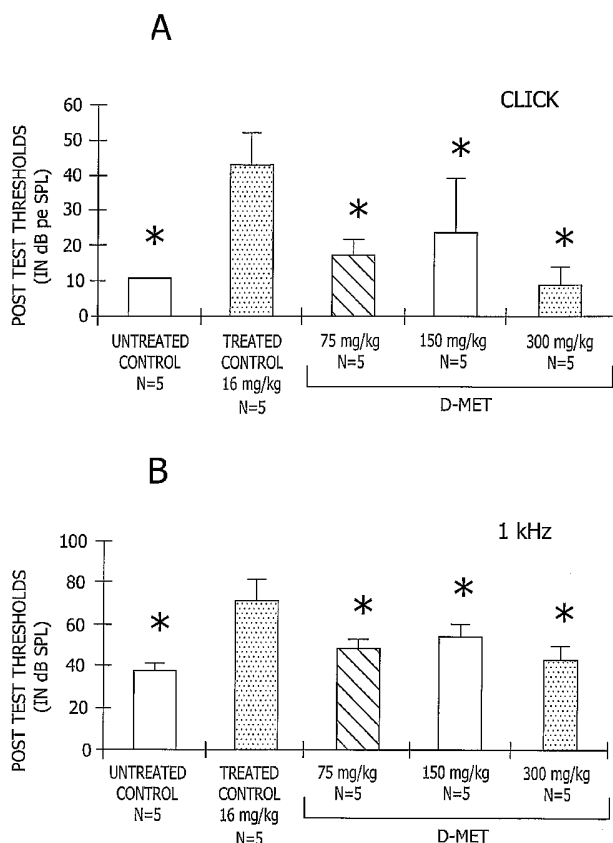 A
CLICK
POST TEST THRESHOLDS
(IN dB pe SPL)
60
50
40
30
20
10
0
*
*
*
*
UNTREATED
CONTROL
N=5
TREATED
CONTROL
16 mg/kg
N=5
75 mg/kg
N=5
150 mg/kg
N=5
300 mg/kg
N=5
D-MET
B
1 kHz
POST TEST THRESHOLDS
(IN dB SPL)
100
80
60
40
20
0
*
*
*
*
UNTREATED
CONTROL
N=5
TREATED
CONTROL
16 mg/kg
N=5
75 mg/kg
N=5
150 mg/kg
N=5
300 mg/kg
N=5
D-MET